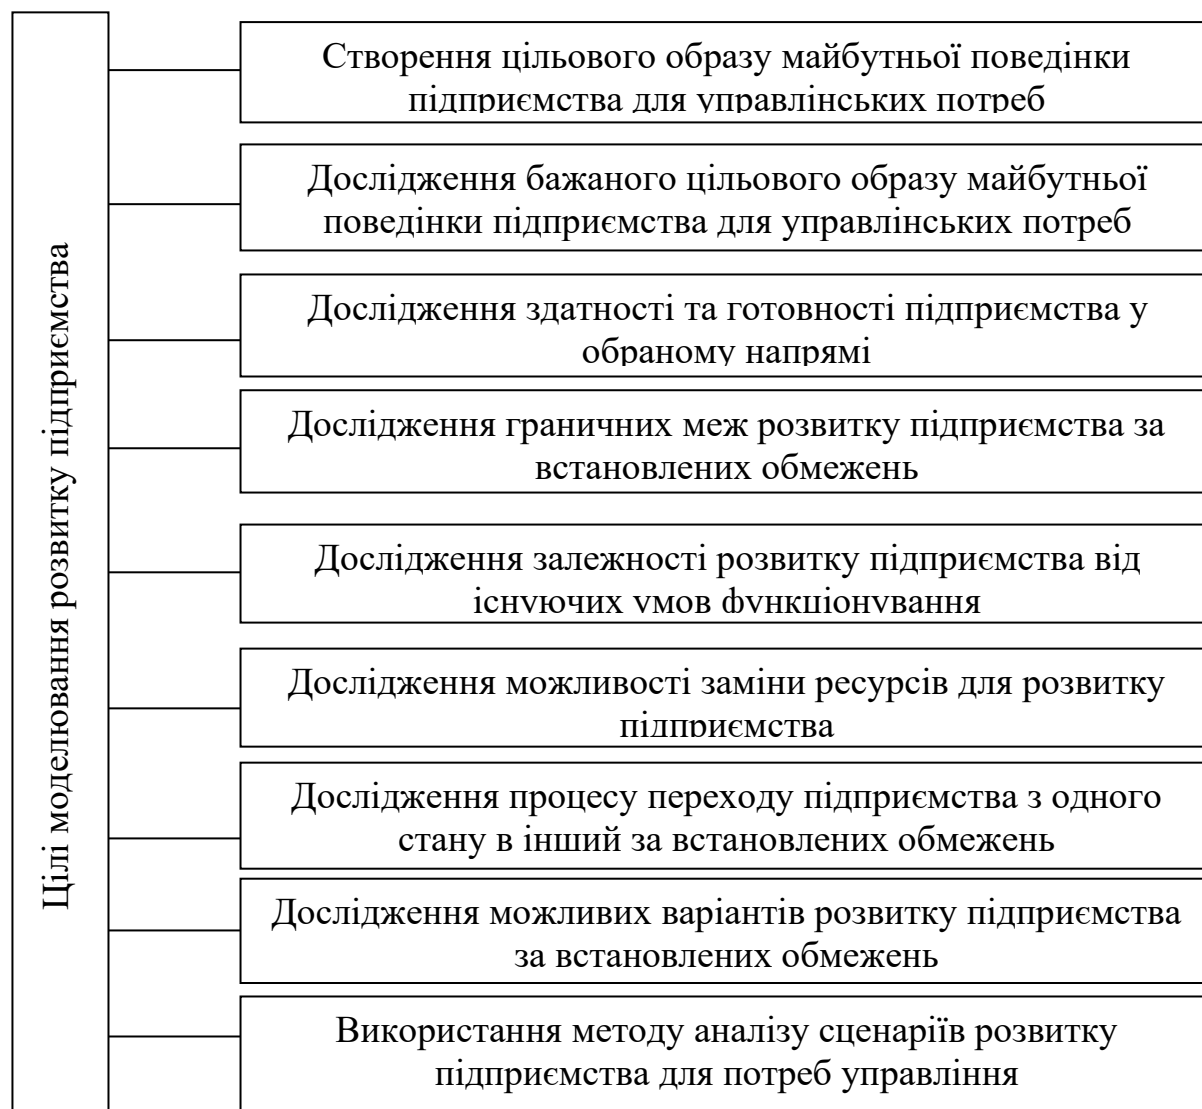 Цілі моделювання розвитку підприємства
Створення цільового образу майбутньої поведінки
підприємства для управлінських потреб
Дослідження бажаного цільового образу майбутньої
поведінки підприємства для управлінських потреб
Дослідження здатності та готовності підприємства у
обраному напрямі
Дослідження граничних меж розвитку підприємства за
встановлених обмежень
Дослідження залежності розвитку підприємства від
існуючих умов функціонування
Дослідження можливості заміни ресурсів для розвитку
підприємства
Дослідження процесу переходу підприємства з одного
стану в інший за встановлених обмежень
Дослідження можливих варіантів розвитку підприємства
за встановлених обмежень
Використання методу аналізу сценаріїв розвитку
підприємства для потреб управління